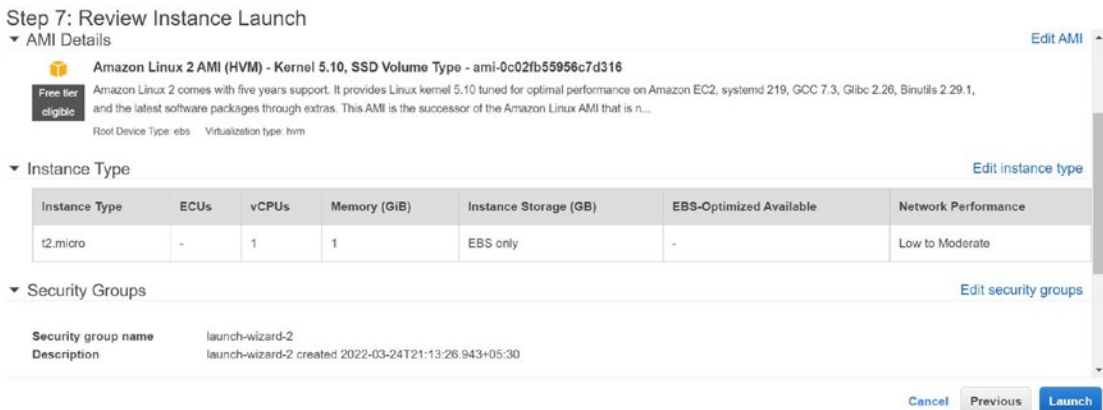 Step 7: Review Instance Launch
AMI Details
Edit AMI
Amazon Linux 2 AMI (HVM) - Kernel 5.10, SSD Volume Type - ami-0c02fb55956c7d316
Free tier
eligible
Amazon Linux 2 comes with five years support. It provides Linux kernel 5.10 tuned for optimal performance on Amazon EC2, systemd 219, GCC 7.3, Glibc 2.26, Binutils 2.29.1,
and the latest software packages through extras. This AMI is the successor of the Amazon Linux AMI that is n...
Root Device Type: ebs Virtualization type: hvm
Instance Type
Edit instance type
Instance Type ECUs vCPUs Memory (GiB) Instance Storage (GB) EBS-Optimized Available Network Performance
t2.micro - 1 1 EBS only - Low to Moderate
Security Groups
Edit security groups
Security group name launch-wizard-2
Description launch-wizard-2 created 2022-03-24T21:13:26.943+05:30
Cancel Previous Launch